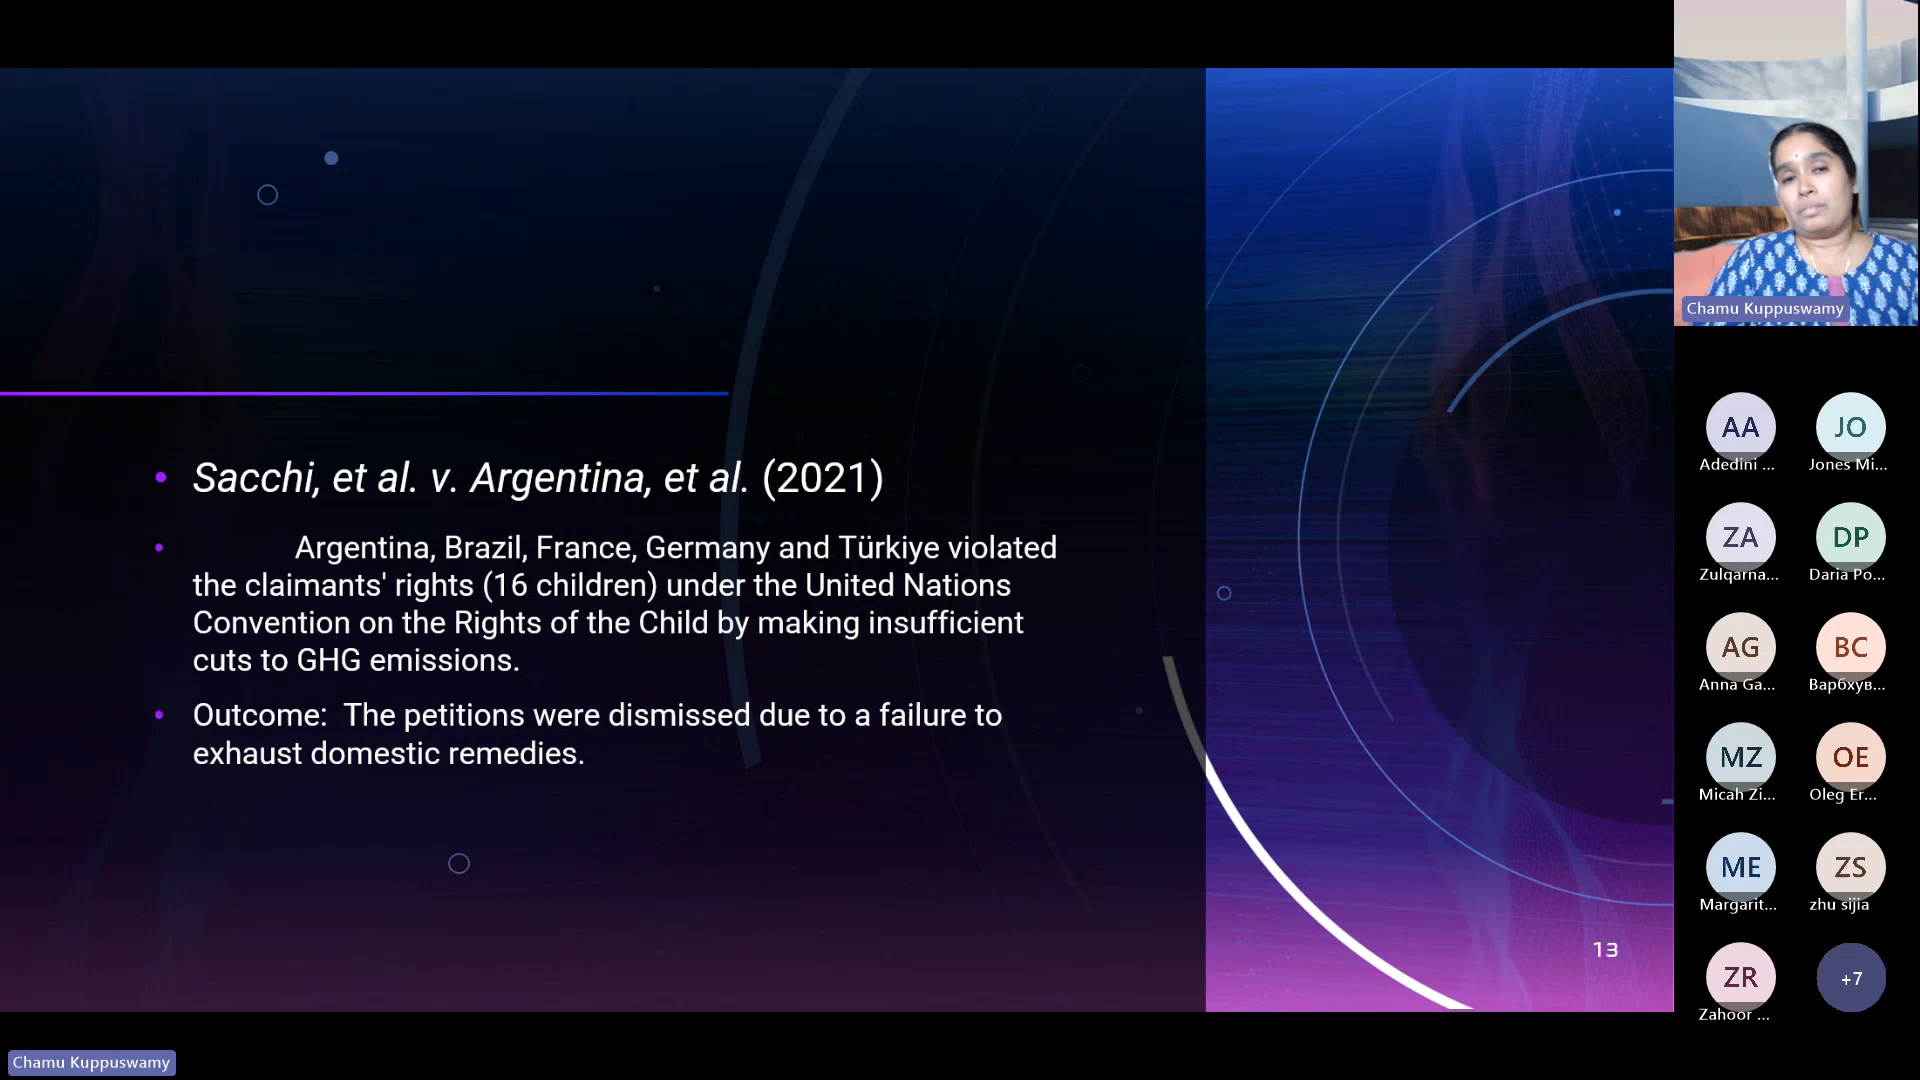 Sacchi, et al. v. Argentina, et al. (2021)
Argentina, Brazil, France, Germany and Türkiye violated
the claimants' rights (16 children) under the United Nations
Convention on the Rights of the Child by making insufficient
cuts to GHG emissions.
Outcome:  The petitions were dismissed due to a failure to
exhaust domestic remedies.
13
Chamu Kuppuswamy
AA
Adedini ...
JO
Jones Mi...
ZA
Zulqarna...
DP
Daria Po...
AG
Anna Ga...
BC
Варбхув...
MZ
Micah Zi...
OE
Oleg Er...
ME
Margarit...
ZS
zhu sijia
ZR
Zahoor ...
+7
Chamu Kuppuswamy